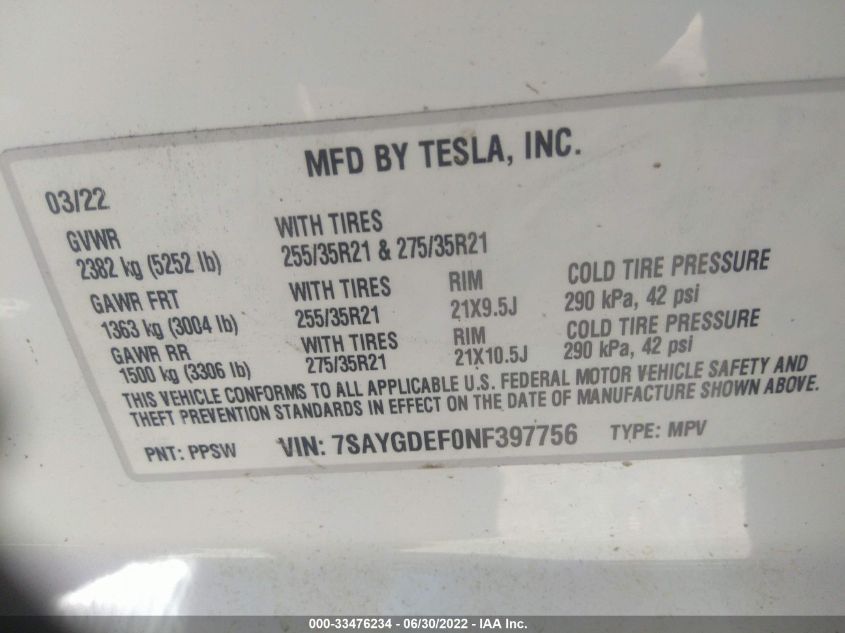 MFD BY TESLA, INC.
03/22
GVWR WITH TIRES
2382 kg (5252 lb) 255/35R21 & 275/35R21
GAWR FRT WITH TIRES RIM COLD TIRE PRESSURE
1363 kg (3004 lb) 255/35R21 21X9.5J 290 kPa, 42 psi
GAWR RR WITH TIRES RIM COLD TIRE PRESSURE
1500 kg (3306 lb) 275/35R21 21X10.5J 290 kPa, 42 psi
THIS VEHICLE CONFORMS TO ALL APPLICABLE U.S. FEDERAL MOTOR VEHICLE SAFETY AND
THEFT PREVENTION STANDARDS IN EFFECT ON THE DATE OF MANUFACTURE SHOWN ABOVE.
PNT: PPSW VIN: 7SAYGDEF0NF397756 TYPE: MPV
000-33476234 - 06/30/2022 - IAA Inc.